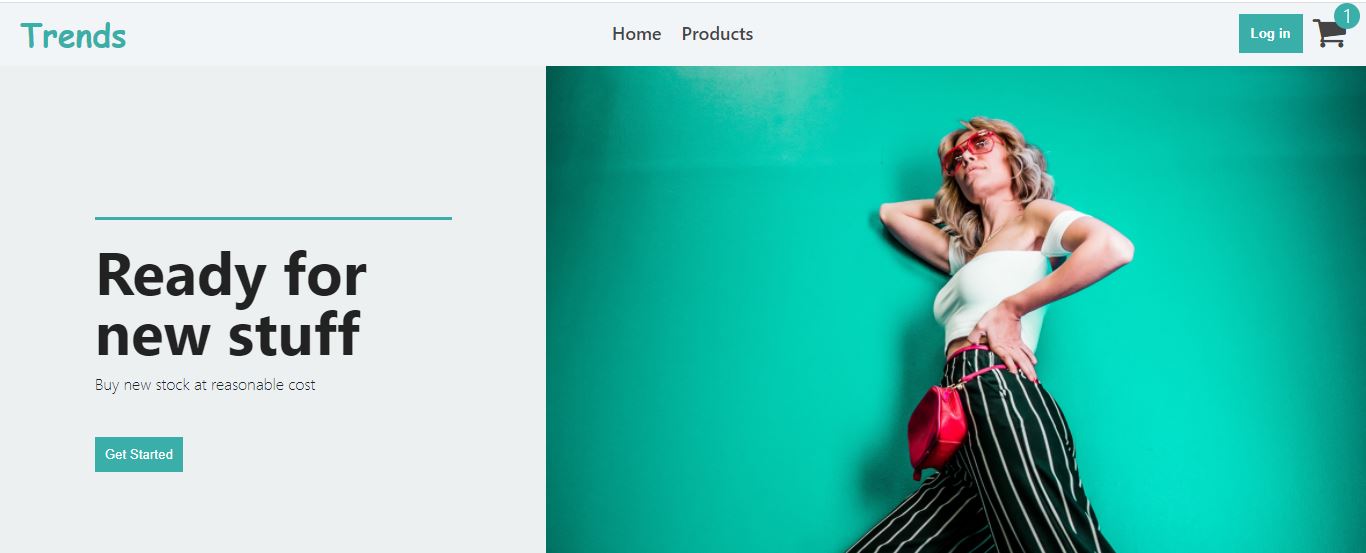 Trends
Home
Products
Log in
1
Ready for
new stuff
Buy new stock at reasonable cost
Get Started